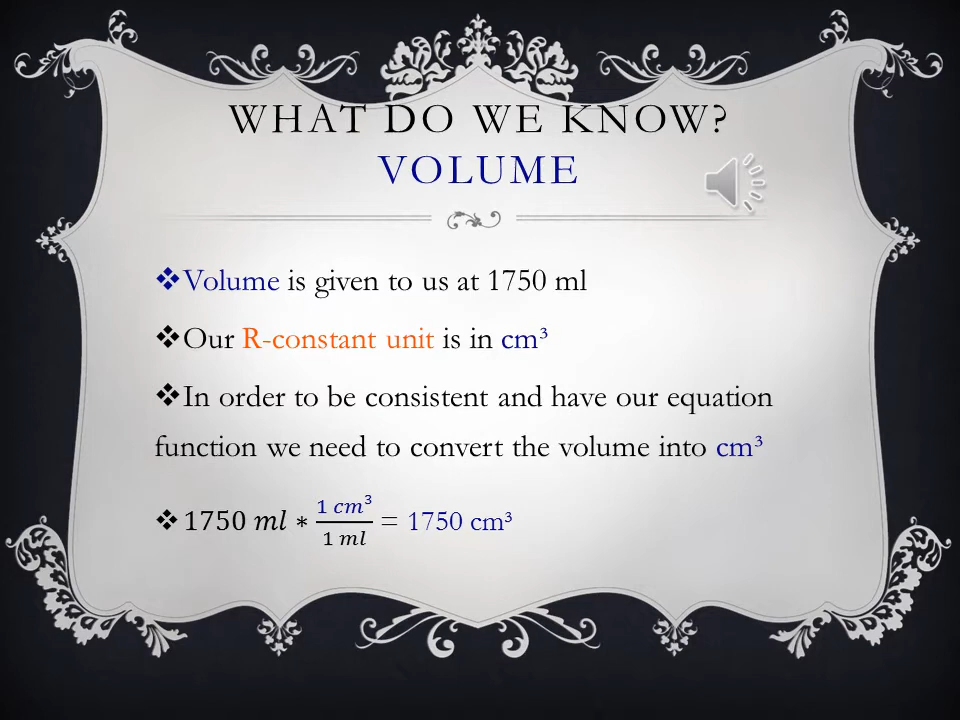 WHAT DO WE KNOW?
VOLUME
❖Volume is given to us at 1750 ml
❖Our R-constant unit is in cm³
❖In order to be consistent and have our equation
function we need to convert the volume into cm³
❖1750 𝑚𝑙 ∗ (1 𝑐𝑚³)/(1 𝑚𝑙) = 1750 cm³